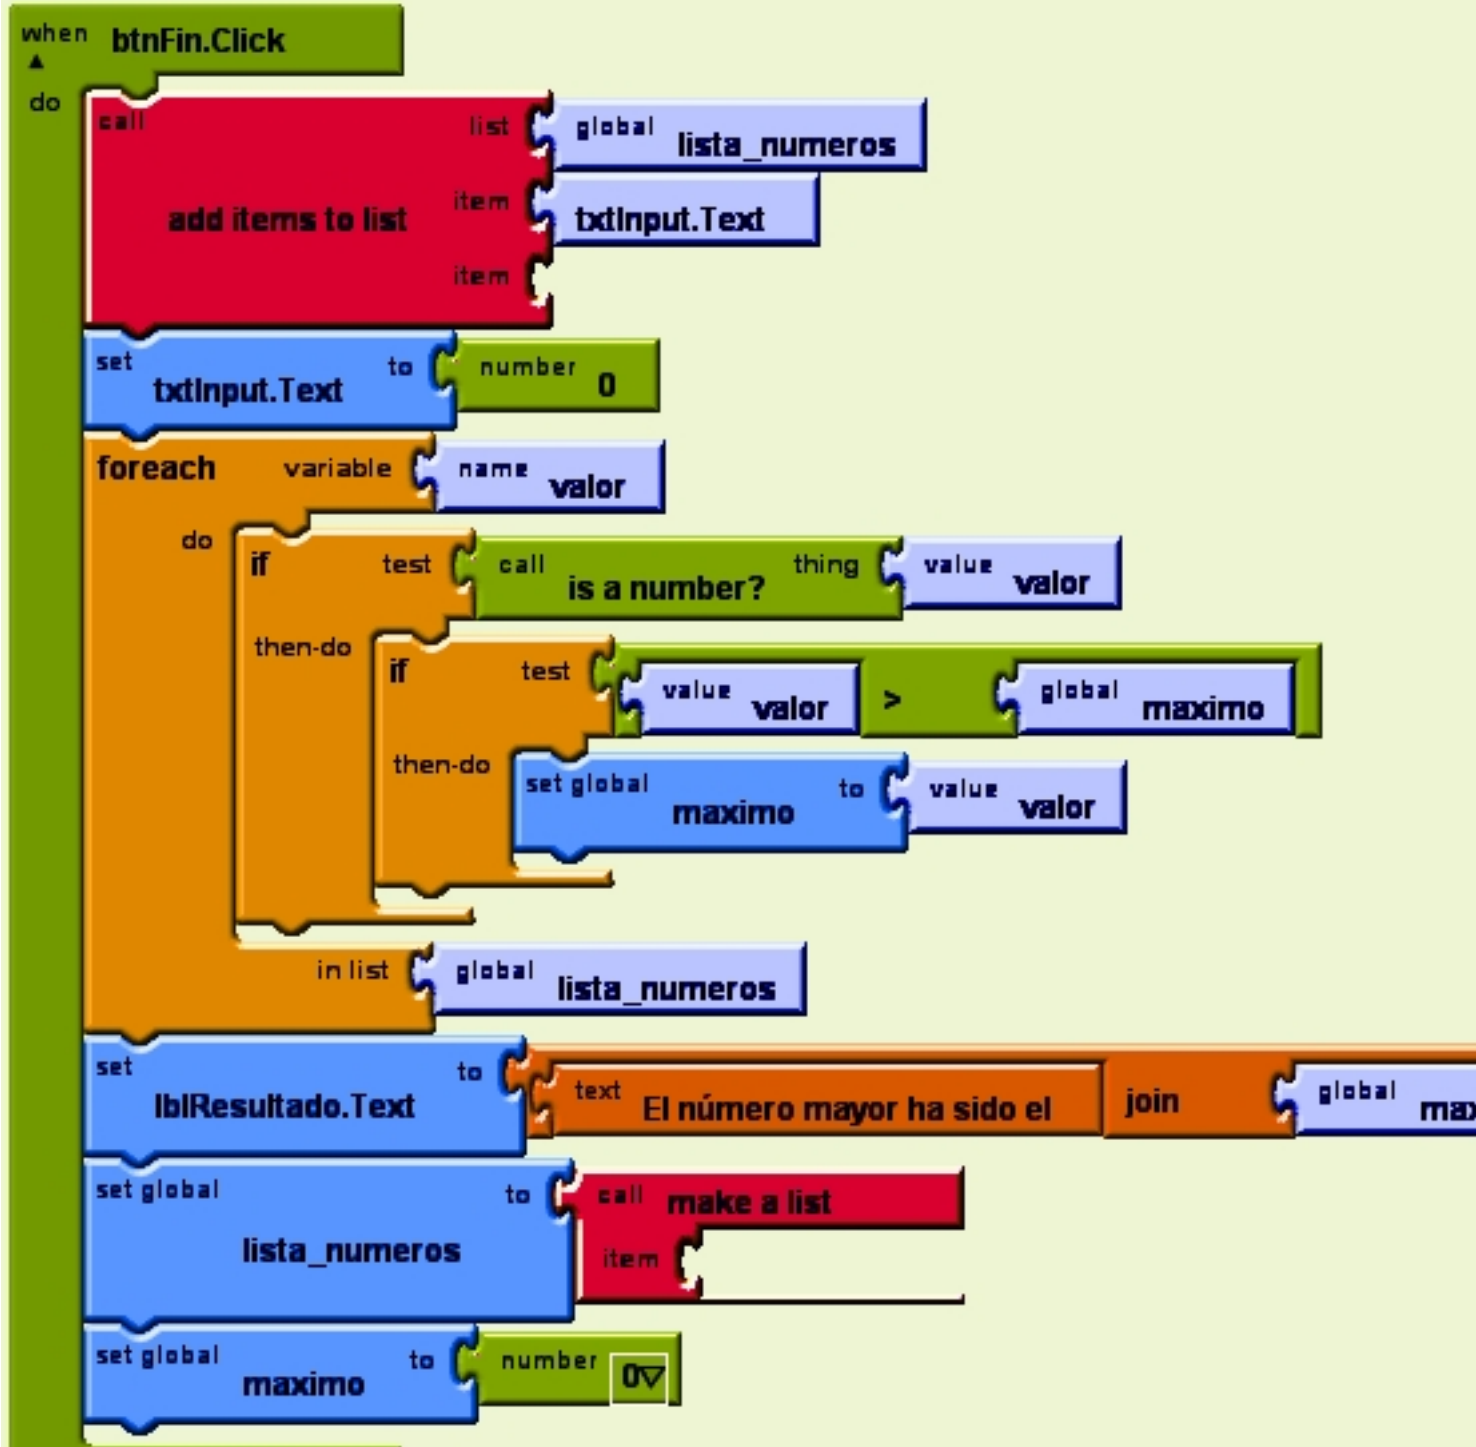 when btnFin.Click
do
call list global lista_numeros
add items to list item txtInput.Text
item
set txtInput.Text to number 0
foreach variable name valor
do if test call is a number? thing value valor
then-do if test value valor > global maximo
then-do set global maximo to value valor
in list global lista_numeros
set lblResultado.Text to text El número mayor ha sido el join global max
set global lista_numeros to call make a list
item
set global maximo to number 0